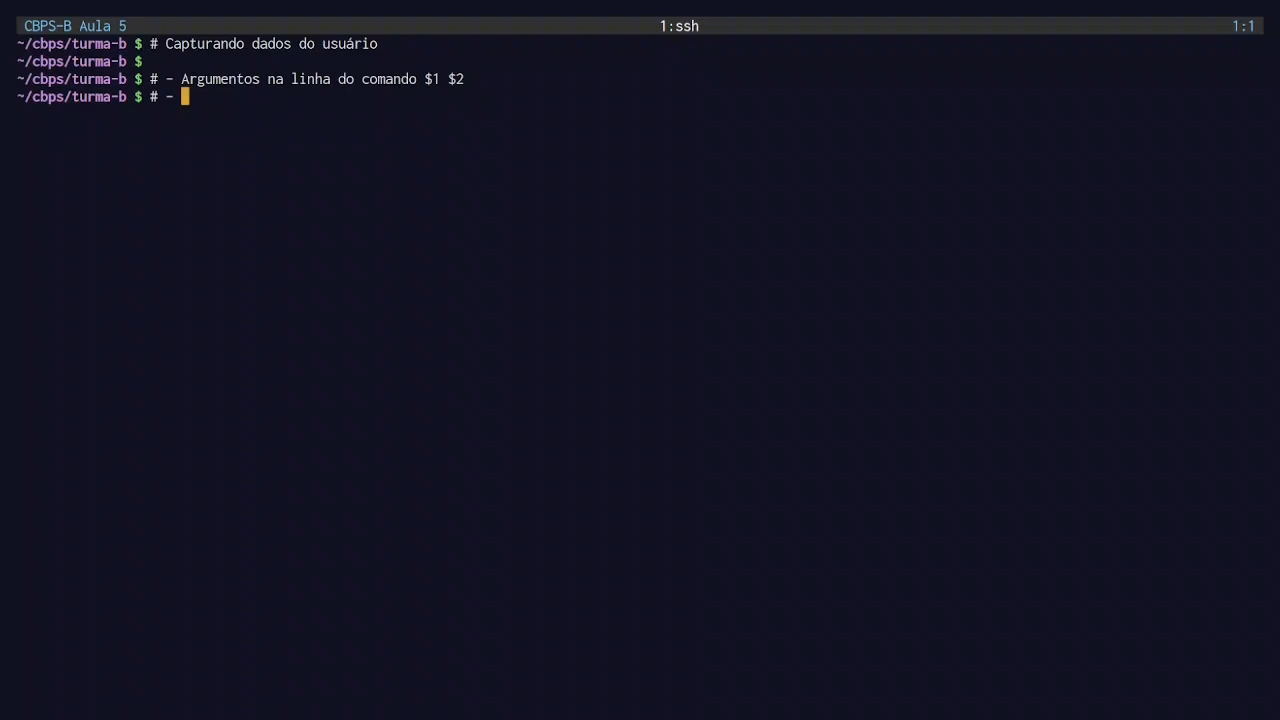 CBPS-B Aula 5 1:ssh 1:1
~/cbps/turma-b $ # Capturando dados do usuário
~/cbps/turma-b $
~/cbps/turma-b $ # - Argumentos na linha do comando $1 $2
~/cbps/turma-b $ # -